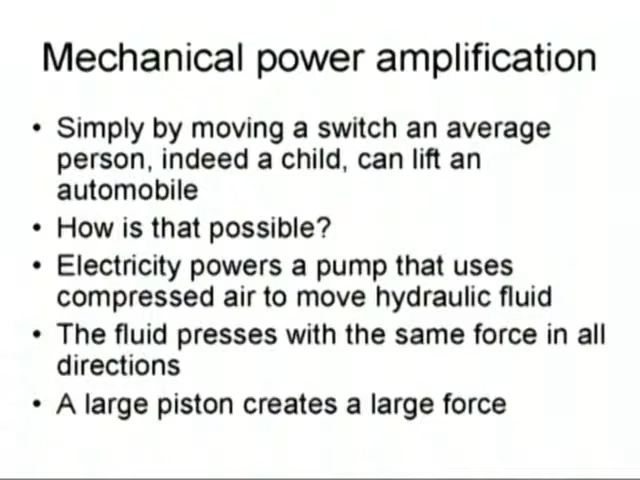 Mechanical power amplification
• Simply by moving a switch an average
person, indeed a child, can lift an
automobile
• How is that possible?
• Electricity powers a pump that uses
compressed air to move hydraulic fluid
• The fluid presses with the same force in all
directions
• A large piston creates a large force